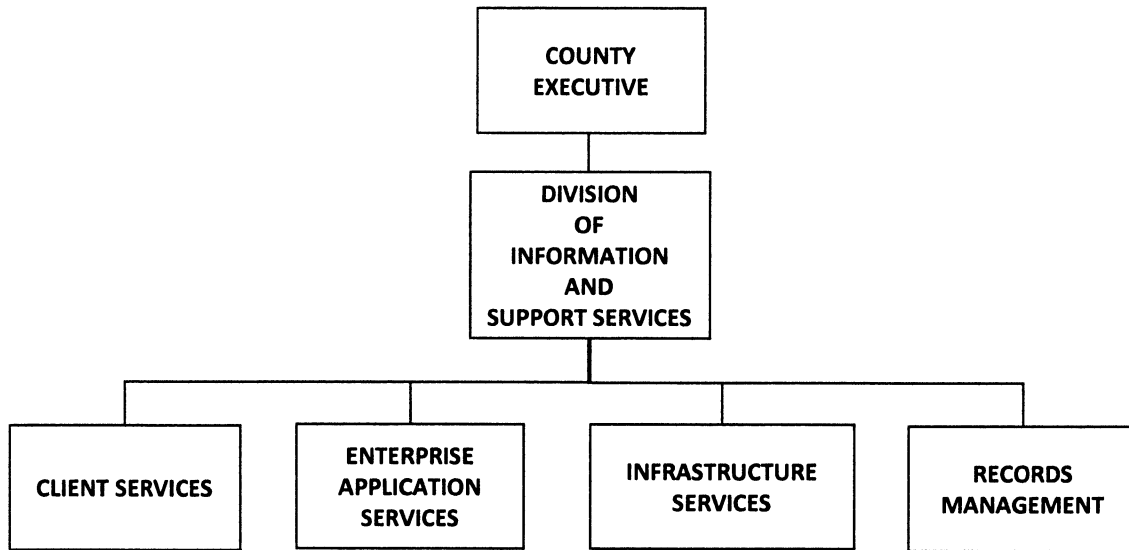 COUNTY
EXECUTIVE
DIVISION
OF
INFORMATION
AND
SUPPORT SERVICES
CLIENT SERVICES
ENTERPRISE
APPLICATION
SERVICES
INFRASTRUCTURE
SERVICES
RECORDS
MANAGEMENT